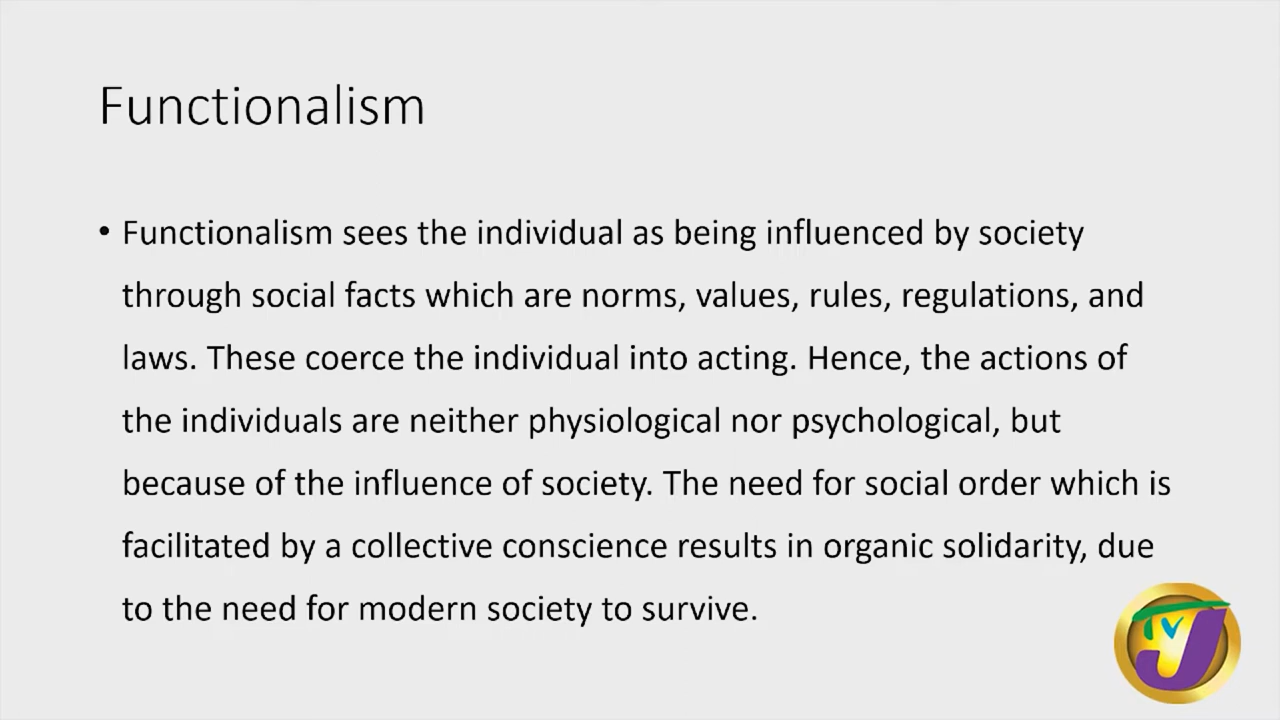 Functionalism
• Functionalism sees the individual as being influenced by society
through social facts which are norms, values, rules, regulations, and
laws. These coerce the individual into acting. Hence, the actions of
the individuals are neither physiological nor psychological, but
because of the influence of society. The need for social order which is
facilitated by a collective conscience results in organic solidarity, due
to the need for modern society to survive.
TVJ